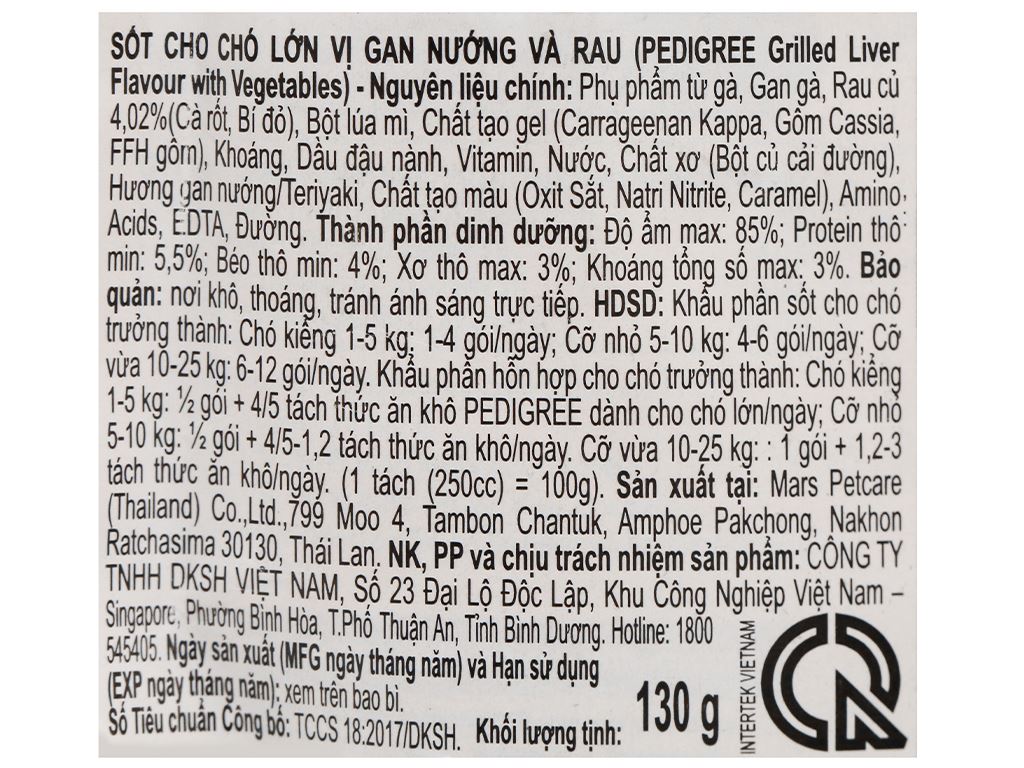 SỐT CHO CHÓ LỚN VỊ GAN NƯỚNG VÀ RAU (PEDIGREE Grilled Liver
Flavour with Vegetables) - Nguyên liệu chính: Phụ phẩm từ gà, Gan gà, Rau củ
4,02%(Cà rốt, Bí đỏ), Bột lúa mì, Chất tạo gel (Carrageenan Kappa, Gôm Cassia,
FFH gôm), Khoáng, Dầu đậu nành, Vitamin, Nước, Chất xơ (Bột củ cải đường),
Hương gan nướng/Teriyaki, Chất tạo màu (Oxit Sắt, Natri Nitrite, Caramel), Amino
Acids, EDTA, Đường. Thành phần dinh dưỡng: Độ ẩm max: 85%; Protein thô
min: 5,5%; Béo thô min: 4%; Xơ thô max: 3%; Khoáng tổng số max: 3%. Bảo
quản: nơi khô, thoáng, tránh ánh sáng trực tiếp. HDSD: Khẩu phần sốt cho chó
trưởng thành: Chó kiểng 1-5 kg: 1-4 gói/ngày; Cỡ nhỏ 5-10 kg: 4-6 gói/ngày; Cỡ
vừa 10-25 kg: 6-12 gói/ngày. Khẩu phần hỗn hợp cho chó trưởng thành: Chó kiểng
1-5 kg: ½ gói + 4/5 tách thức ăn khô PEDIGREE dành cho chó lớn/ngày; Cỡ nhỏ
5-10 kg: ½ gói + 4/5-1,2 tách thức ăn khô/ngày. Cỡ vừa 10-25 kg: : 1 gói + 1,2-3
tách thức ăn khô/ngày. (1 tách (250cc) = 100g). Sản xuất tại: Mars Petcare
(Thailand) Co.,Ltd.,799 Moo 4, Tambon Chantuk, Amphoe Pakchong, Nakhon
Ratchasima 30130, Thái Lan. NK, PP và chịu trách nhiệm sản phẩm: CÔNG TY
TNHH DKSH VIỆT NAM, Số 23 Đại Lộ Độc Lập, Khu Công Nghiệp Việt Nam –
Singapore, Phường Bình Hòa, T.Phố Thuận An, Tỉnh Bình Dương. Hotline: 1800
545405. Ngày sản xuất (MFG ngày tháng năm) và Hạn sử dụng
(EXP ngày tháng năm): xem trên bao bì.
Số Tiêu chuẩn Công bố: TCCS 18:2017/DKSH. Khối lượng tịnh: 130 g
INTERTEK VIETNAM